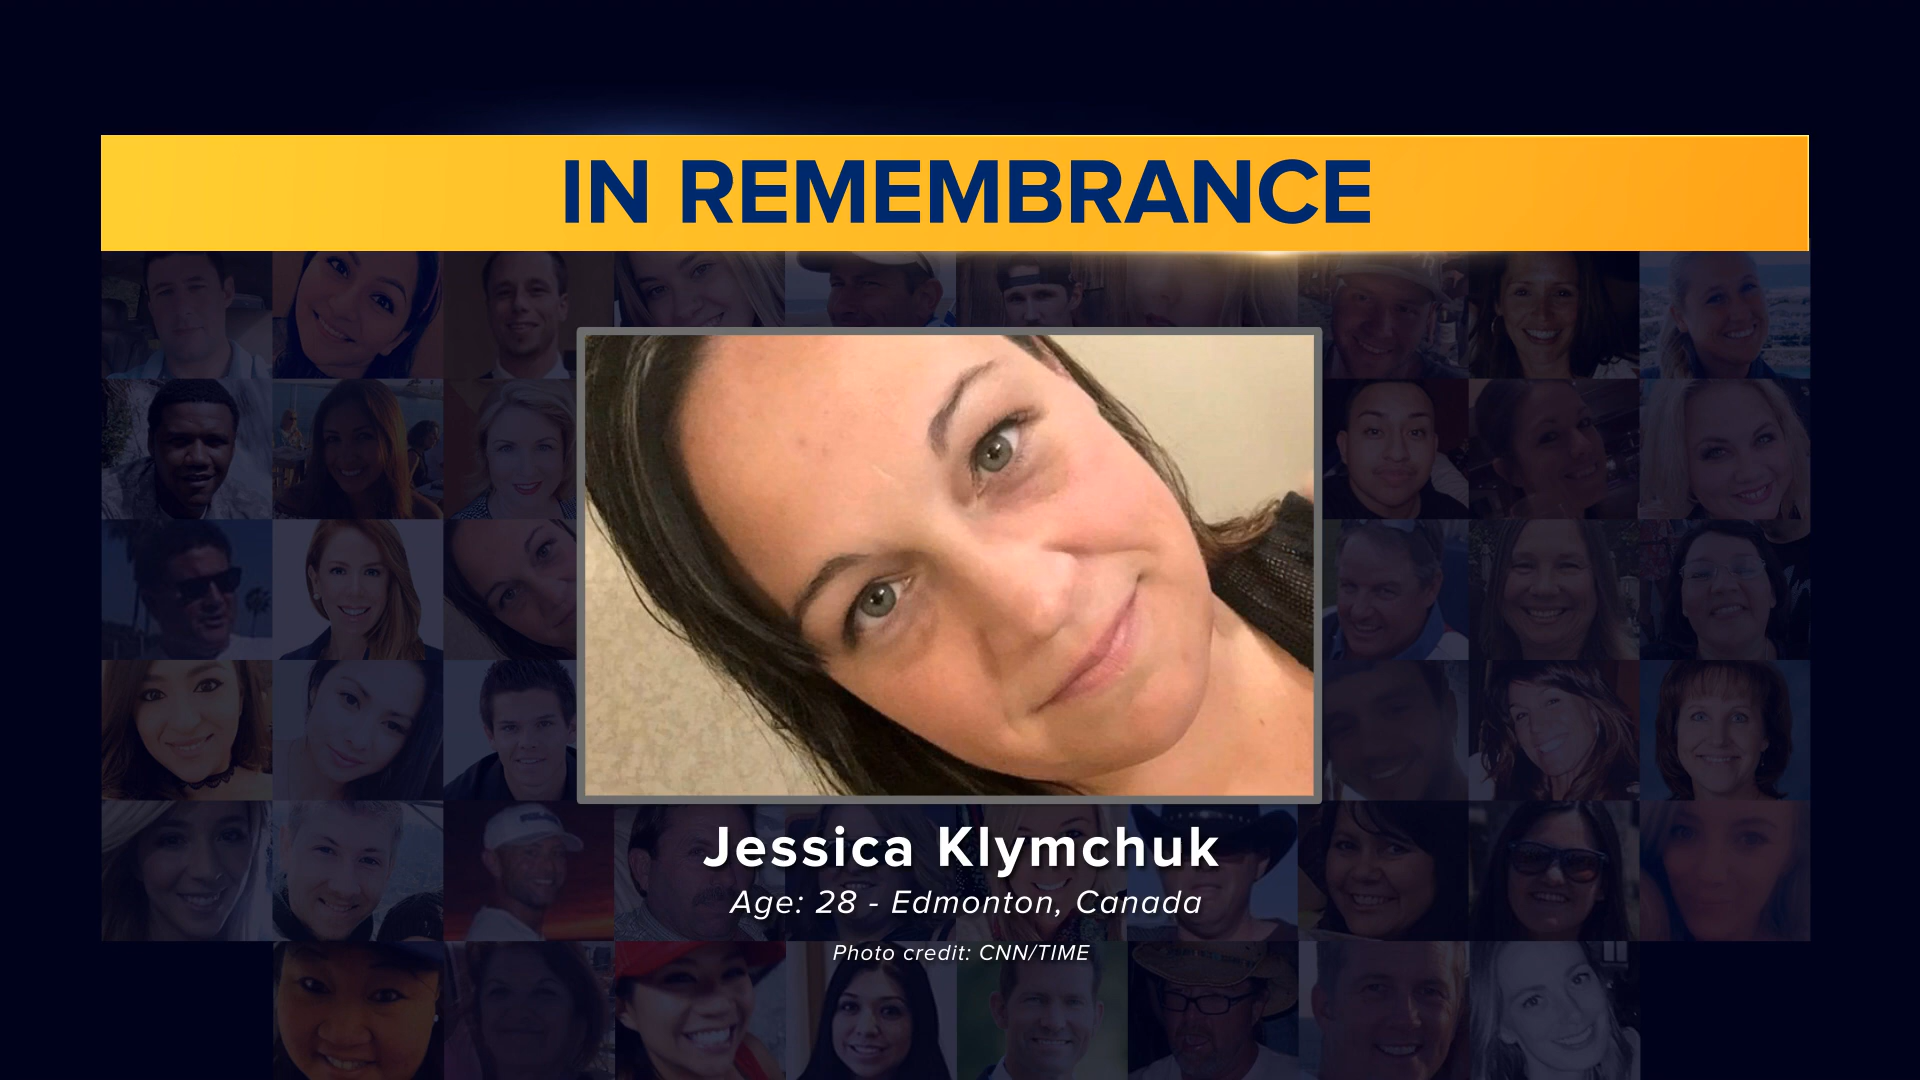 IN REMEMBRANCE
Jessica Klymchuk
Age: 28 - Edmonton, Canada
Photo credit: CNN/TIME